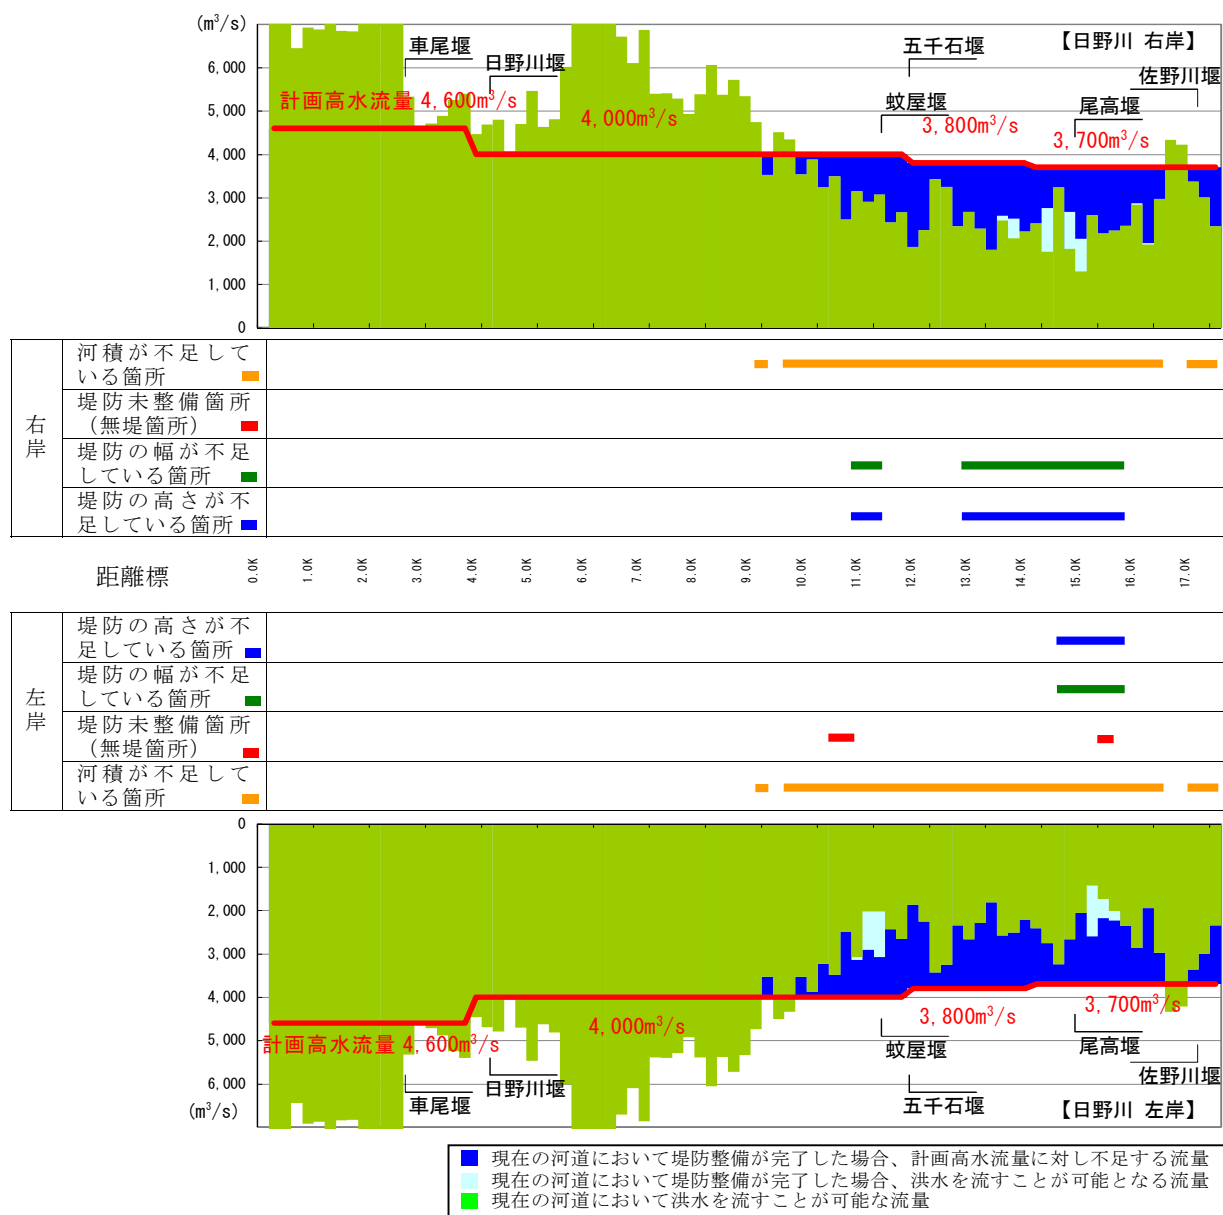 (m³/s)
【日野川 右岸】
車尾堰
五千石堰
日野川堰
佐野川堰
6,000
計画高水流量 4,600m³/s
蚊屋堰
尾高堰
5,000
4,000m³/s
3,800m³/s
3,700m³/s
4,000
3,000
2,000
1,000
0
右岸
河積が不足して
いる箇所
堤防未整備箇所
（無堤箇所）
堤防の幅が不足
している箇所
堤防の高さが不
足している箇所
距離標
0.0K 1.0K 2.0K 3.0K 4.0K 5.0K 6.0K 7.0K 8.0K 9.0K 10.0K 11.0K 12.0K 13.0K 14.0K 15.0K 16.0K 17.0K
左岸
堤防の高さが不
足している箇所
堤防の幅が不足
している箇所
堤防未整備箇所
（無堤箇所）
河積が不足して
いる箇所
0
1,000
2,000
3,000
4,000
4,000m³/s
3,800m³/s
3,700m³/s
5,000
計画高水流量 4,600m³/s
蚊屋堰
尾高堰
6,000
日野川堰
佐野川堰
(m³/s)
車尾堰
五千石堰
【日野川 左岸】
現在の河道において堤防整備が完了した場合、計画高水流量に対し不足する流量
現在の河道において堤防整備が完了した場合、洪水を流すことが可能となる流量
現在の河道において洪水を流すことが可能な流量